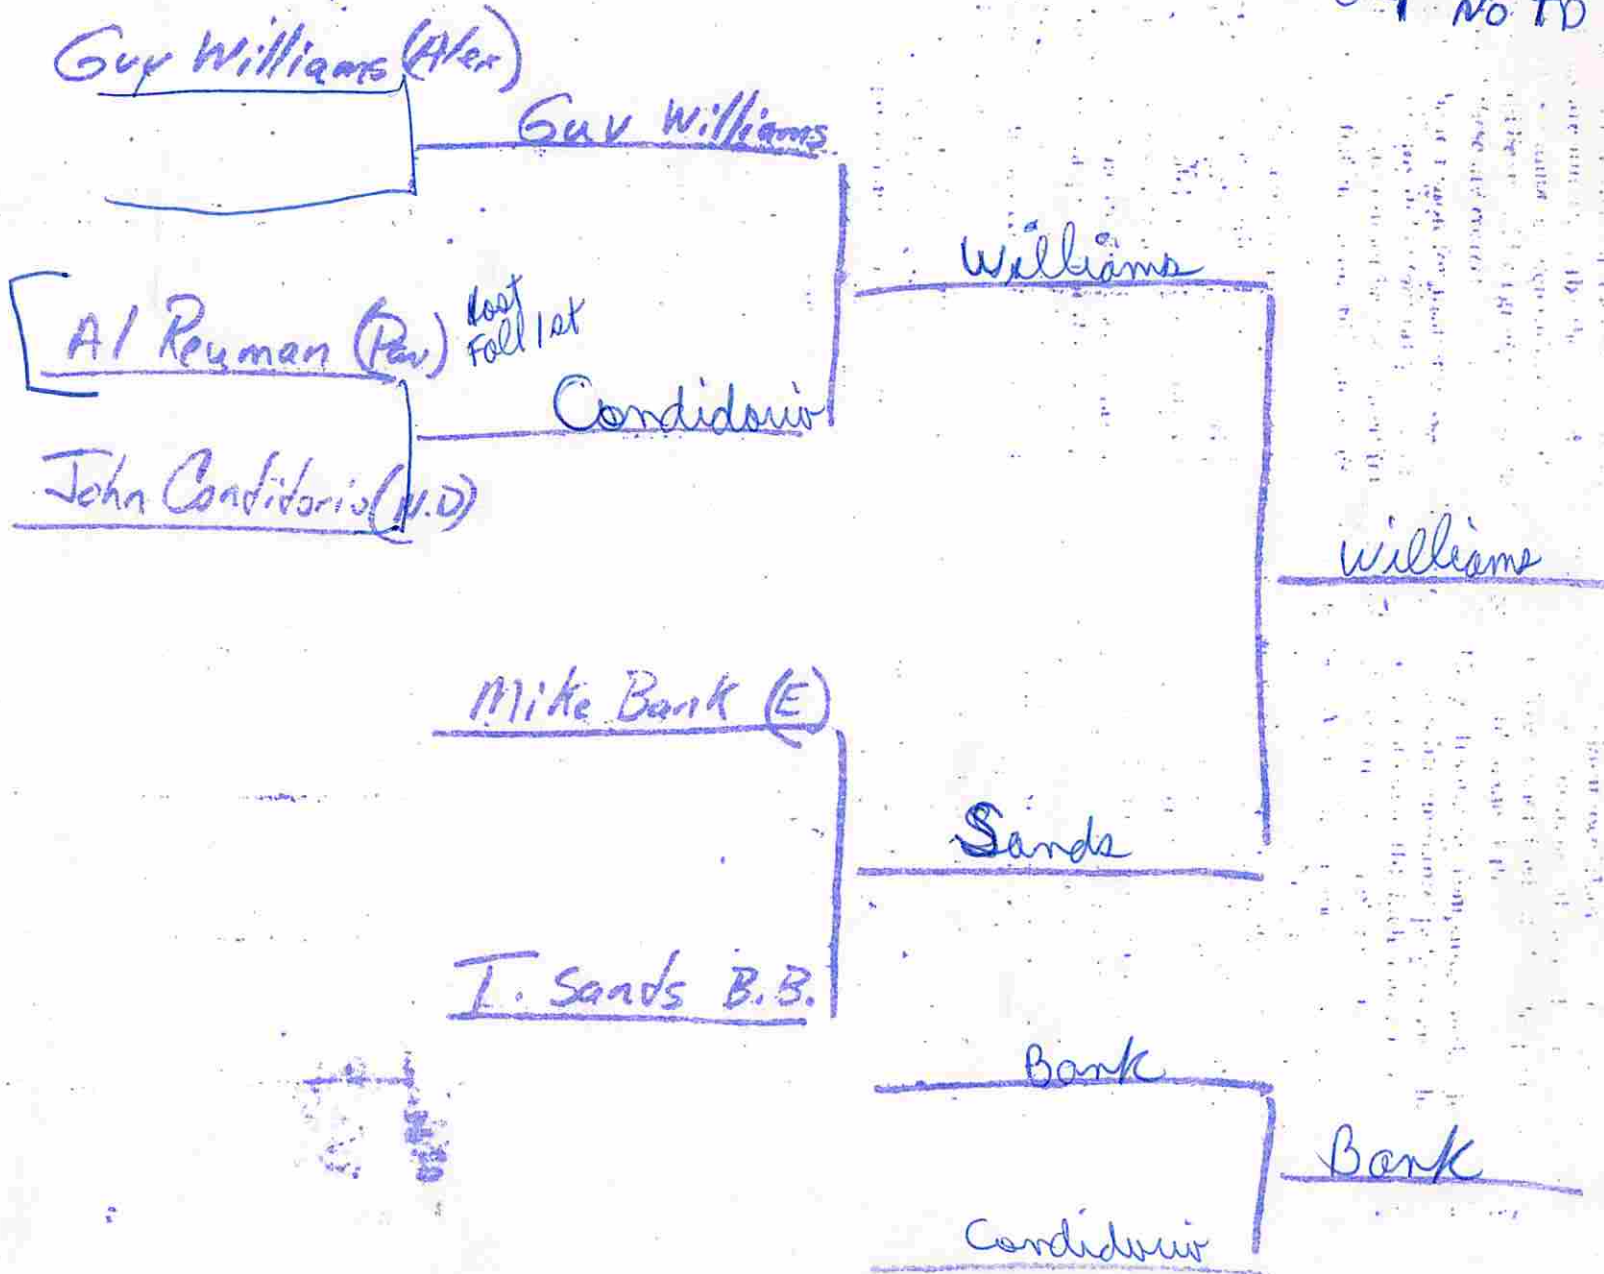 No TD
Guy Williams (Alex)
Guy Williams
Williams
Al Reuman (Pav)
Fall 1st
Condidorio
John Condidorio (N.D)
Williams
Mike Bank (E)
Sands
I. Sands B.B.
Bank
Bank
Condidorio